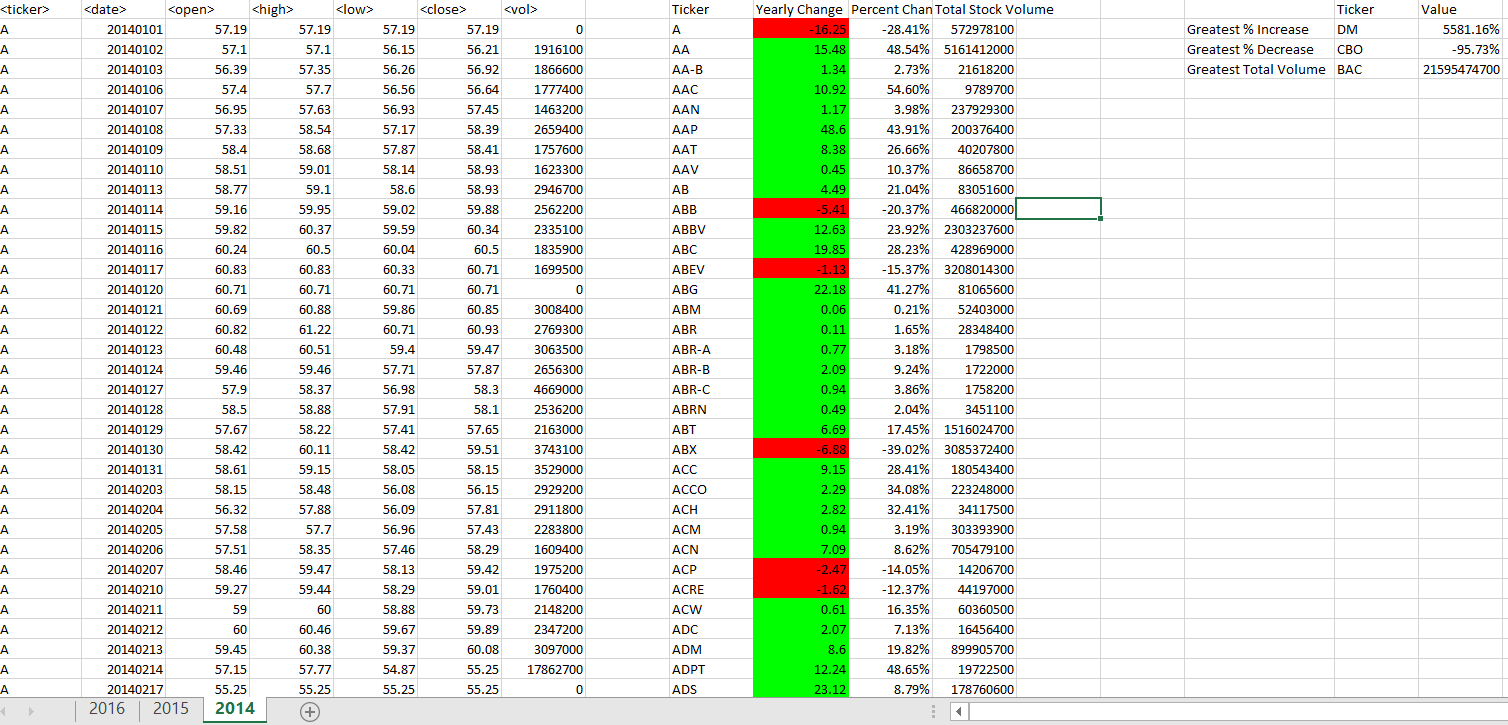 <ticker> <date> <open> <high> <low> <close> <vol> Ticker Yearly Change Percent Chan Total Stock Volume Ticker Value
A 20140101 57.19 57.19 57.19 57.19 0 A -16.25 -28.41% 572978100 Greatest % Increase DM 5581.16%
A 20140102 57.1 57.1 56.15 56.21 1916100 AA 15.48 48.54% 5161412000 Greatest % Decrease CBO -95.73%
A 20140103 56.39 57.35 56.26 56.92 1866600 AA-B 1.34 2.73% 21618200 Greatest Total Volume BAC 21595474700
A 20140106 57.4 57.7 56.56 56.64 1777400 AAC 10.92 54.60% 9789700
A 20140107 56.95 57.63 56.93 57.45 1463200 AAN 1.17 3.98% 237929300
A 20140108 57.33 58.54 57.17 58.39 2659400 AAP 48.6 43.91% 200376400
A 20140109 58.4 58.68 57.87 58.41 1757600 AAT 8.38 26.66% 40207800
A 20140110 58.51 59.01 58.14 58.93 1623300 AAV 0.45 10.37% 86658700
A 20140113 58.77 59.1 58.6 58.93 2946700 AB 4.49 21.04% 83051600
A 20140114 59.16 59.95 59.02 59.88 2562200 ABB -5.41 -20.37% 466820000
A 20140115 59.82 60.37 59.59 60.34 2335100 ABBV 12.63 23.92% 2303237600
A 20140116 60.24 60.5 60.04 60.5 1835900 ABC 19.85 28.23% 428969000
A 20140117 60.83 60.83 60.33 60.71 1699500 ABEV -1.13 -15.37% 3208014300
A 20140120 60.71 60.71 60.71 60.71 0 ABG 22.18 41.27% 81065600
A 20140121 60.69 60.88 59.86 60.85 3008400 ABM 0.06 0.21% 52403000
A 20140122 60.82 61.22 60.71 60.93 2769300 ABR 0.11 1.65% 28348400
A 20140123 60.48 60.51 59.4 59.47 3063500 ABR-A 0.77 3.18% 1798500
A 20140124 59.46 59.46 57.71 57.87 2656300 ABR-B 2.09 9.24% 1722000
A 20140127 57.9 58.37 56.98 58.3 4669000 ABR-C 0.94 3.86% 1758200
A 20140128 58.5 58.88 57.91 58.1 2536200 ABRN 0.49 2.04% 3451100
A 20140129 57.67 58.22 57.41 57.65 2163000 ABT 6.69 17.45% 1516024700
A 20140130 58.42 60.11 58.42 59.51 3743100 ABX -6.88 -39.02% 3085372400
A 20140131 58.61 59.15 58.05 58.15 3529000 ACC 9.15 28.41% 180543400
A 20140203 58.15 58.48 56.08 56.15 2929200 ACCO 2.29 34.08% 223248000
A 20140204 56.32 57.88 56.09 57.81 2911800 ACH 2.82 32.41% 34117500
A 20140205 57.58 57.7 56.96 57.43 2283800 ACM 0.94 3.19% 303393900
A 20140206 57.51 58.35 57.46 58.29 1609400 ACN 7.09 8.62% 705479100
A 20140207 58.46 59.47 58.13 59.42 1975200 ACP -2.47 -14.05% 14206700
A 20140210 59.27 59.44 58.29 59.01 1760400 ACRE -1.62 -12.37% 44197000
A 20140211 59 60 58.88 59.73 2148200 ACW 0.61 16.35% 60360500
A 20140212 60 60.46 59.67 59.89 2347200 ADC 2.07 7.13% 16456400
A 20140213 59.45 60.38 59.37 60.08 3097000 ADM 8.6 19.82% 899905700
A 20140214 57.15 57.77 54.87 55.25 17862700 ADPT 12.24 48.65% 19722500
A 20140217 55.25 55.25 55.25 55.25 0 ADS 23.12 8.79% 178760600
2016 2015 2014